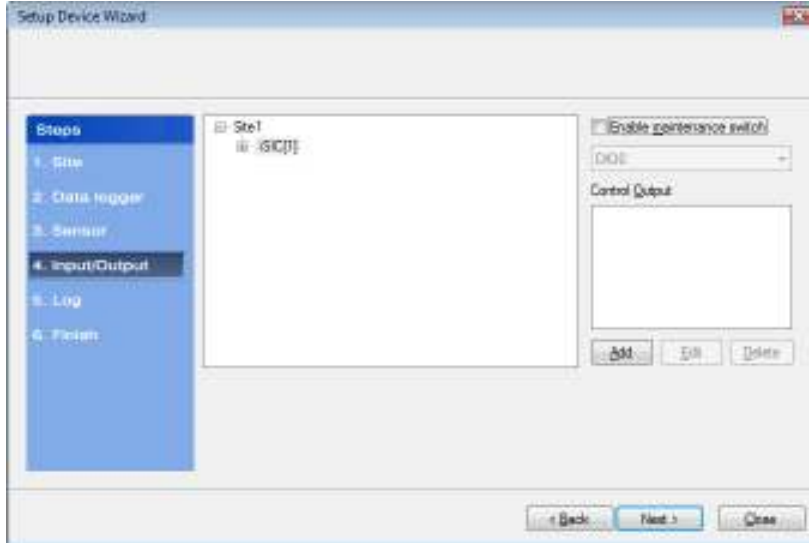 Setup Device Wizard
Steps
1. Site
2. Data logger
3. Sensor
4. Input/Output
5. Log
6. Finish
Site1
Enable maintenance switch
Control Output
Add
Edit
Delete
< Back
Next >
Close